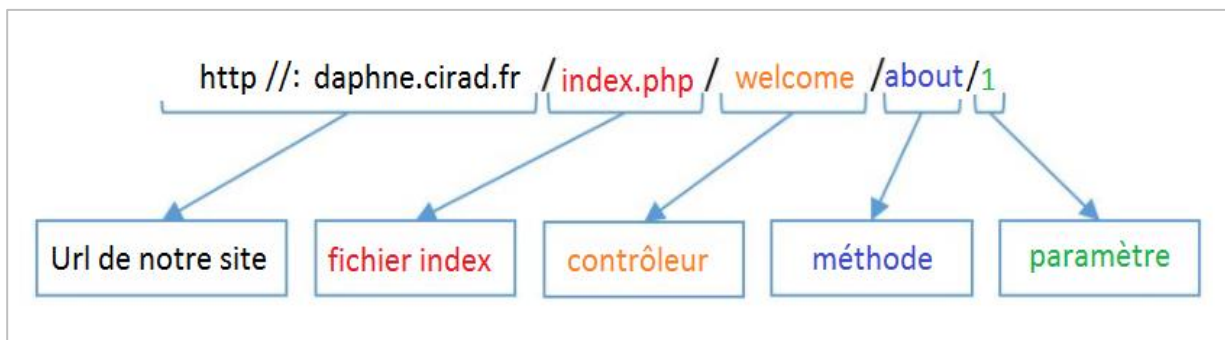 http //: daphne.cirad.fr /index.php/ welcome /about/1
Url de notre site fichier index contrôleur méthode paramètre